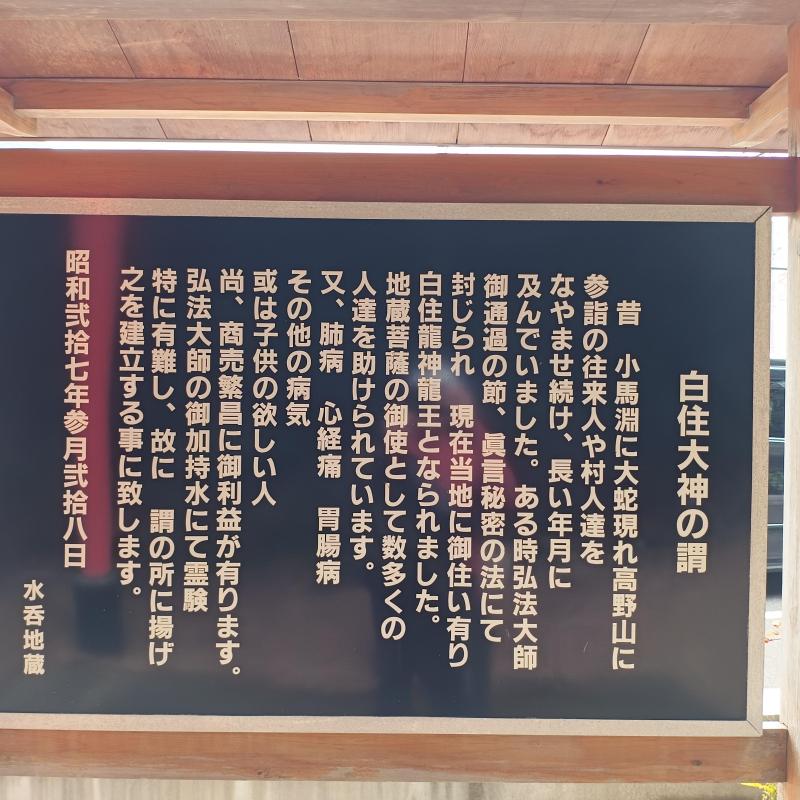 白住大神の謂
昔 小馬淵に大蛇現れ高野山に
参詣の往来人や村人達を
なやませ続け、長い年月に
及んでいました。ある時弘法大師
御通過の節、眞言秘密の法にて
封じられ 現在当地に御住い有り
白住龍神龍王となられました。
地蔵菩薩の御使として数多くの
人達を助けられています。
又、肺病 心経痛 胃腸病
その他の病気
或は子供の欲しい人
尚、商売繁昌に御利益が有ります。
弘法大師の御加持水にて霊験
特に有難し、故に 謂の所に揚げ
之を建立する事に致します。
昭和弐拾七年参月弐拾八日
水呑地蔵